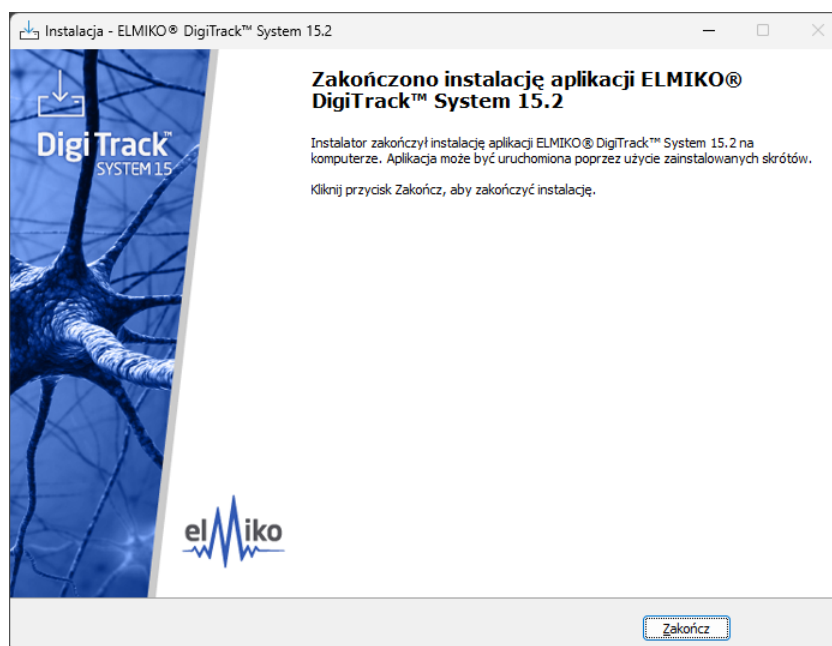 Instalacja - ELMIKO® DigiTrack™ System 15.2
DigiTrack™
SYSTEM 15
Zakończono instalację aplikacji ELMIKO®
DigiTrack™ System 15.2
Instalator zakończył instalację aplikacji ELMIKO® DigiTrack™ System 15.2 na
komputerze. Aplikacja może być uruchomiona poprzez użycie zainstalowanych skrótów.
Kliknij przycisk Zakończ, aby zakończyć instalację.
elMiko
Zakończ